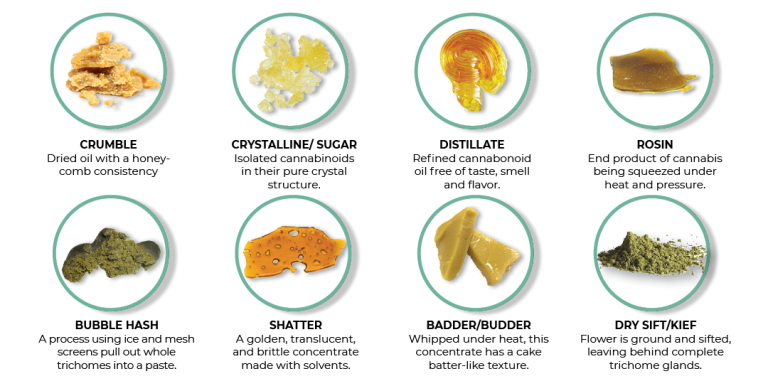 CRUMBLE
Dried oil with a honey-
comb consistency
CRYSTALLINE/ SUGAR
Isolated cannabinoids
in their pure crystal
structure.
DISTILLATE
Refined cannabonoid
oil free of taste, smell
and flavor.
ROSIN
End product of cannabis
being squeezed under
heat and pressure.
BUBBLE HASH
A process using ice and mesh
screens pull out whole
trichomes into a paste.
SHATTER
A golden, translucent,
and brittle concentrate
made with solvents.
BADDER/BUDDER
Whipped under heat, this
concentrate has a cake
batter-like texture.
DRY SIFT/KIEF
Flower is ground and sifted,
leaving behind complete
trichome glands.